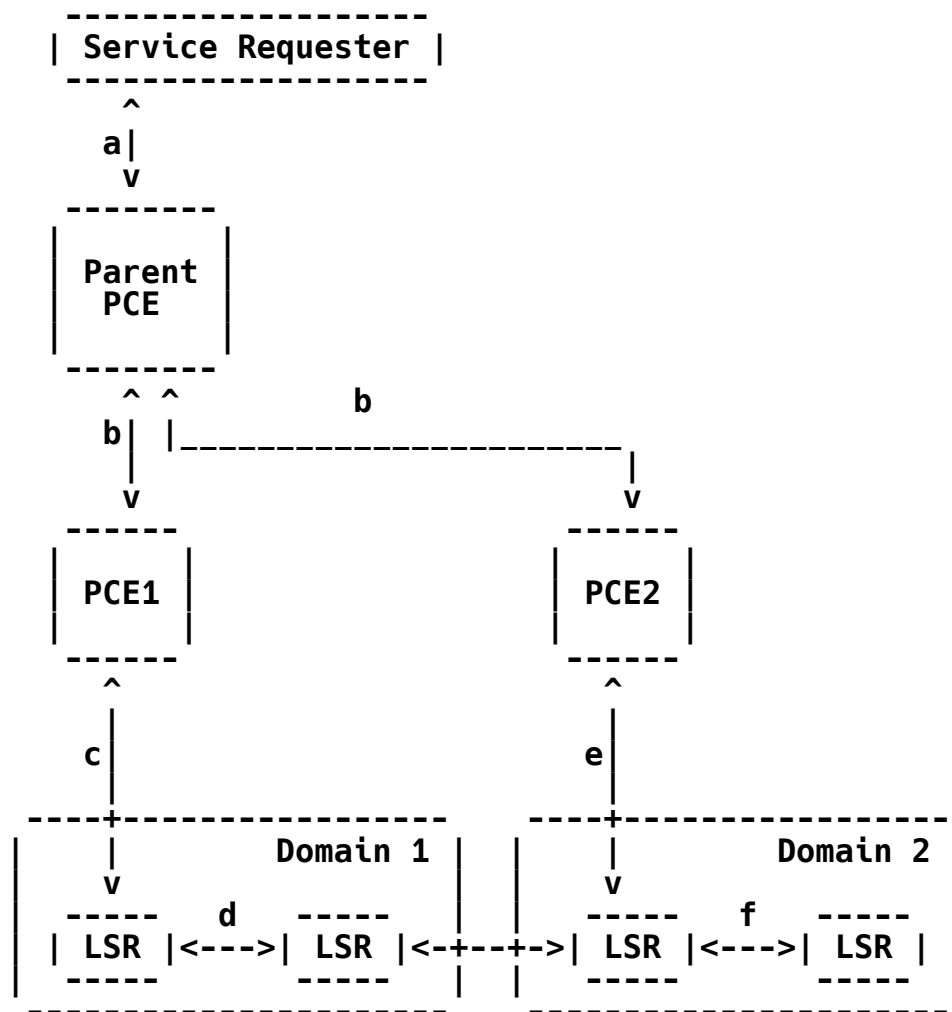 Service Requester
a
Parent
PCE
b
b
PCE1 PCE2
c e
Domain 1 Domain 2
d f
LSR LSR LSR LSR